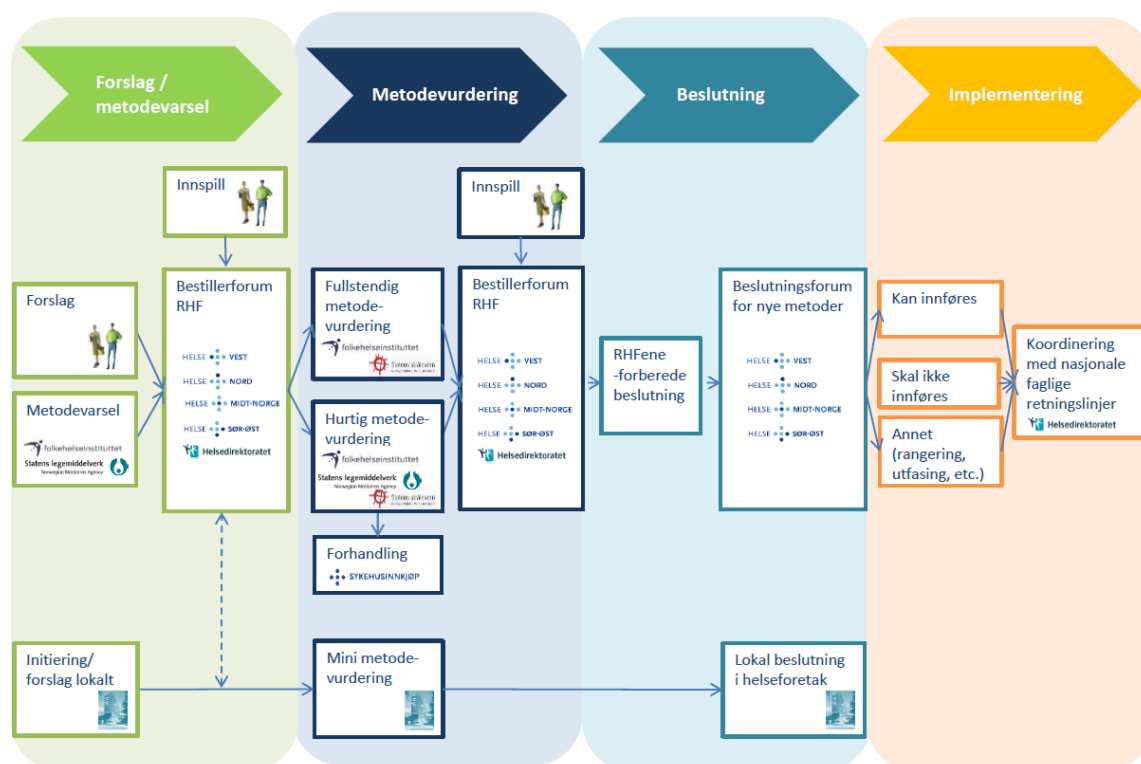 Forslag /
metodevarsel
Metodevurdering
Beslutning
Implementering
Innspill
Innspill
Forslag
Metodevarsel
folkehelseinstituttet
Statens legemiddelverk
Norwegian Medicines Agency
Bestillerforum
RHF
HELSE VEST
HELSE NORD
HELSE MIDT-NORGE
HELSE SØR-ØST
Helsedirektoratet
Fullstendig
metode-
vurdering
folkehelseinstituttet
Statens strålevern
Hurtig metode-
vurdering
folkehelseinstituttet
Statens legemiddelverk
Norwegian Medicines Agency
Statens strålevern
Forhandling
SYKEHUSINNKJØP
Bestillerforum
RHF
HELSE VEST
HELSE NORD
HELSE MIDT-NORGE
HELSE SØR-ØST
Helsedirektoratet
RHFene
-forberede
beslutning
Beslutningsforum
for nye metoder
HELSE VEST
HELSE NORD
HELSE MIDT-NORGE
HELSE SØR-ØST
Kan innføres
Skal ikke
innføres
Annet
(rangering,
utfasing, etc.)
Koordinering
med nasjonale
faglige
retningslinjer
Helsedirektoratet
Initiering/
forslag lokalt
Mini metode-
vurdering
Lokal beslutning
i helseforetak